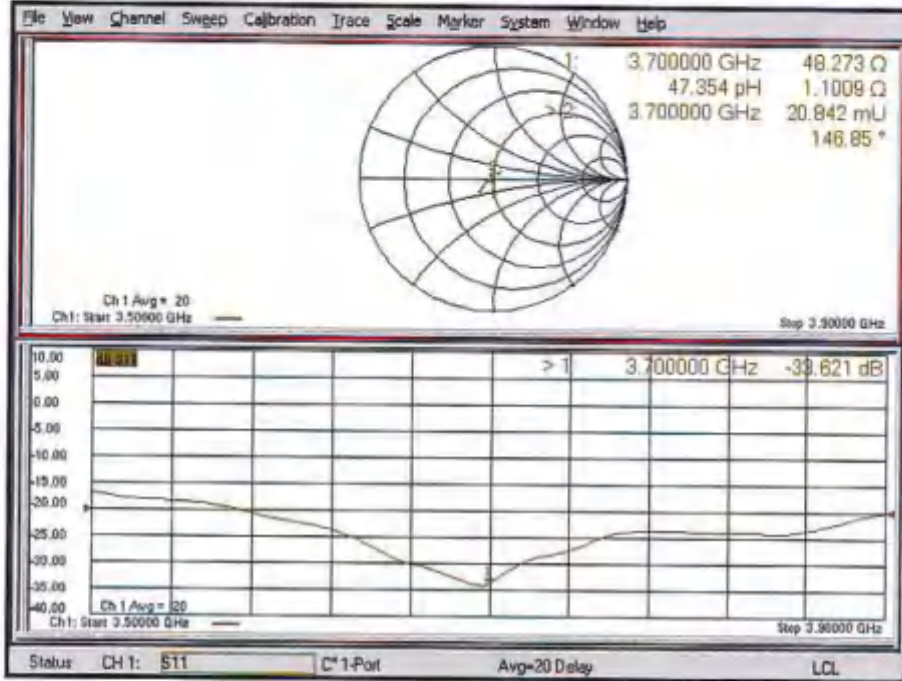 File View Channel Sweep Calibration Trace Scale Marker System Window Help
1: 3.700000 GHz 48.273 Ω
47.354 pH 1.1009 Ω
> 2: 3.700000 GHz 20.842 mU
146.85 °
Ch 1 Avg = 20
Ch1: Start 3.50000 GHz
Stop 3.90000 GHz
10.00
5.00
0.00
-5.00
-10.00
-15.00
-20.00
-25.00
-30.00
-35.00
-40.00
> 1 3.700000 GHz -33.621 dB
Ch 1 Avg = 20
Ch1: Start 3.50000 GHz
Stop 3.90000 GHz
Status CH 1: S11 C* 1-Port Avg=20 Delay LCL